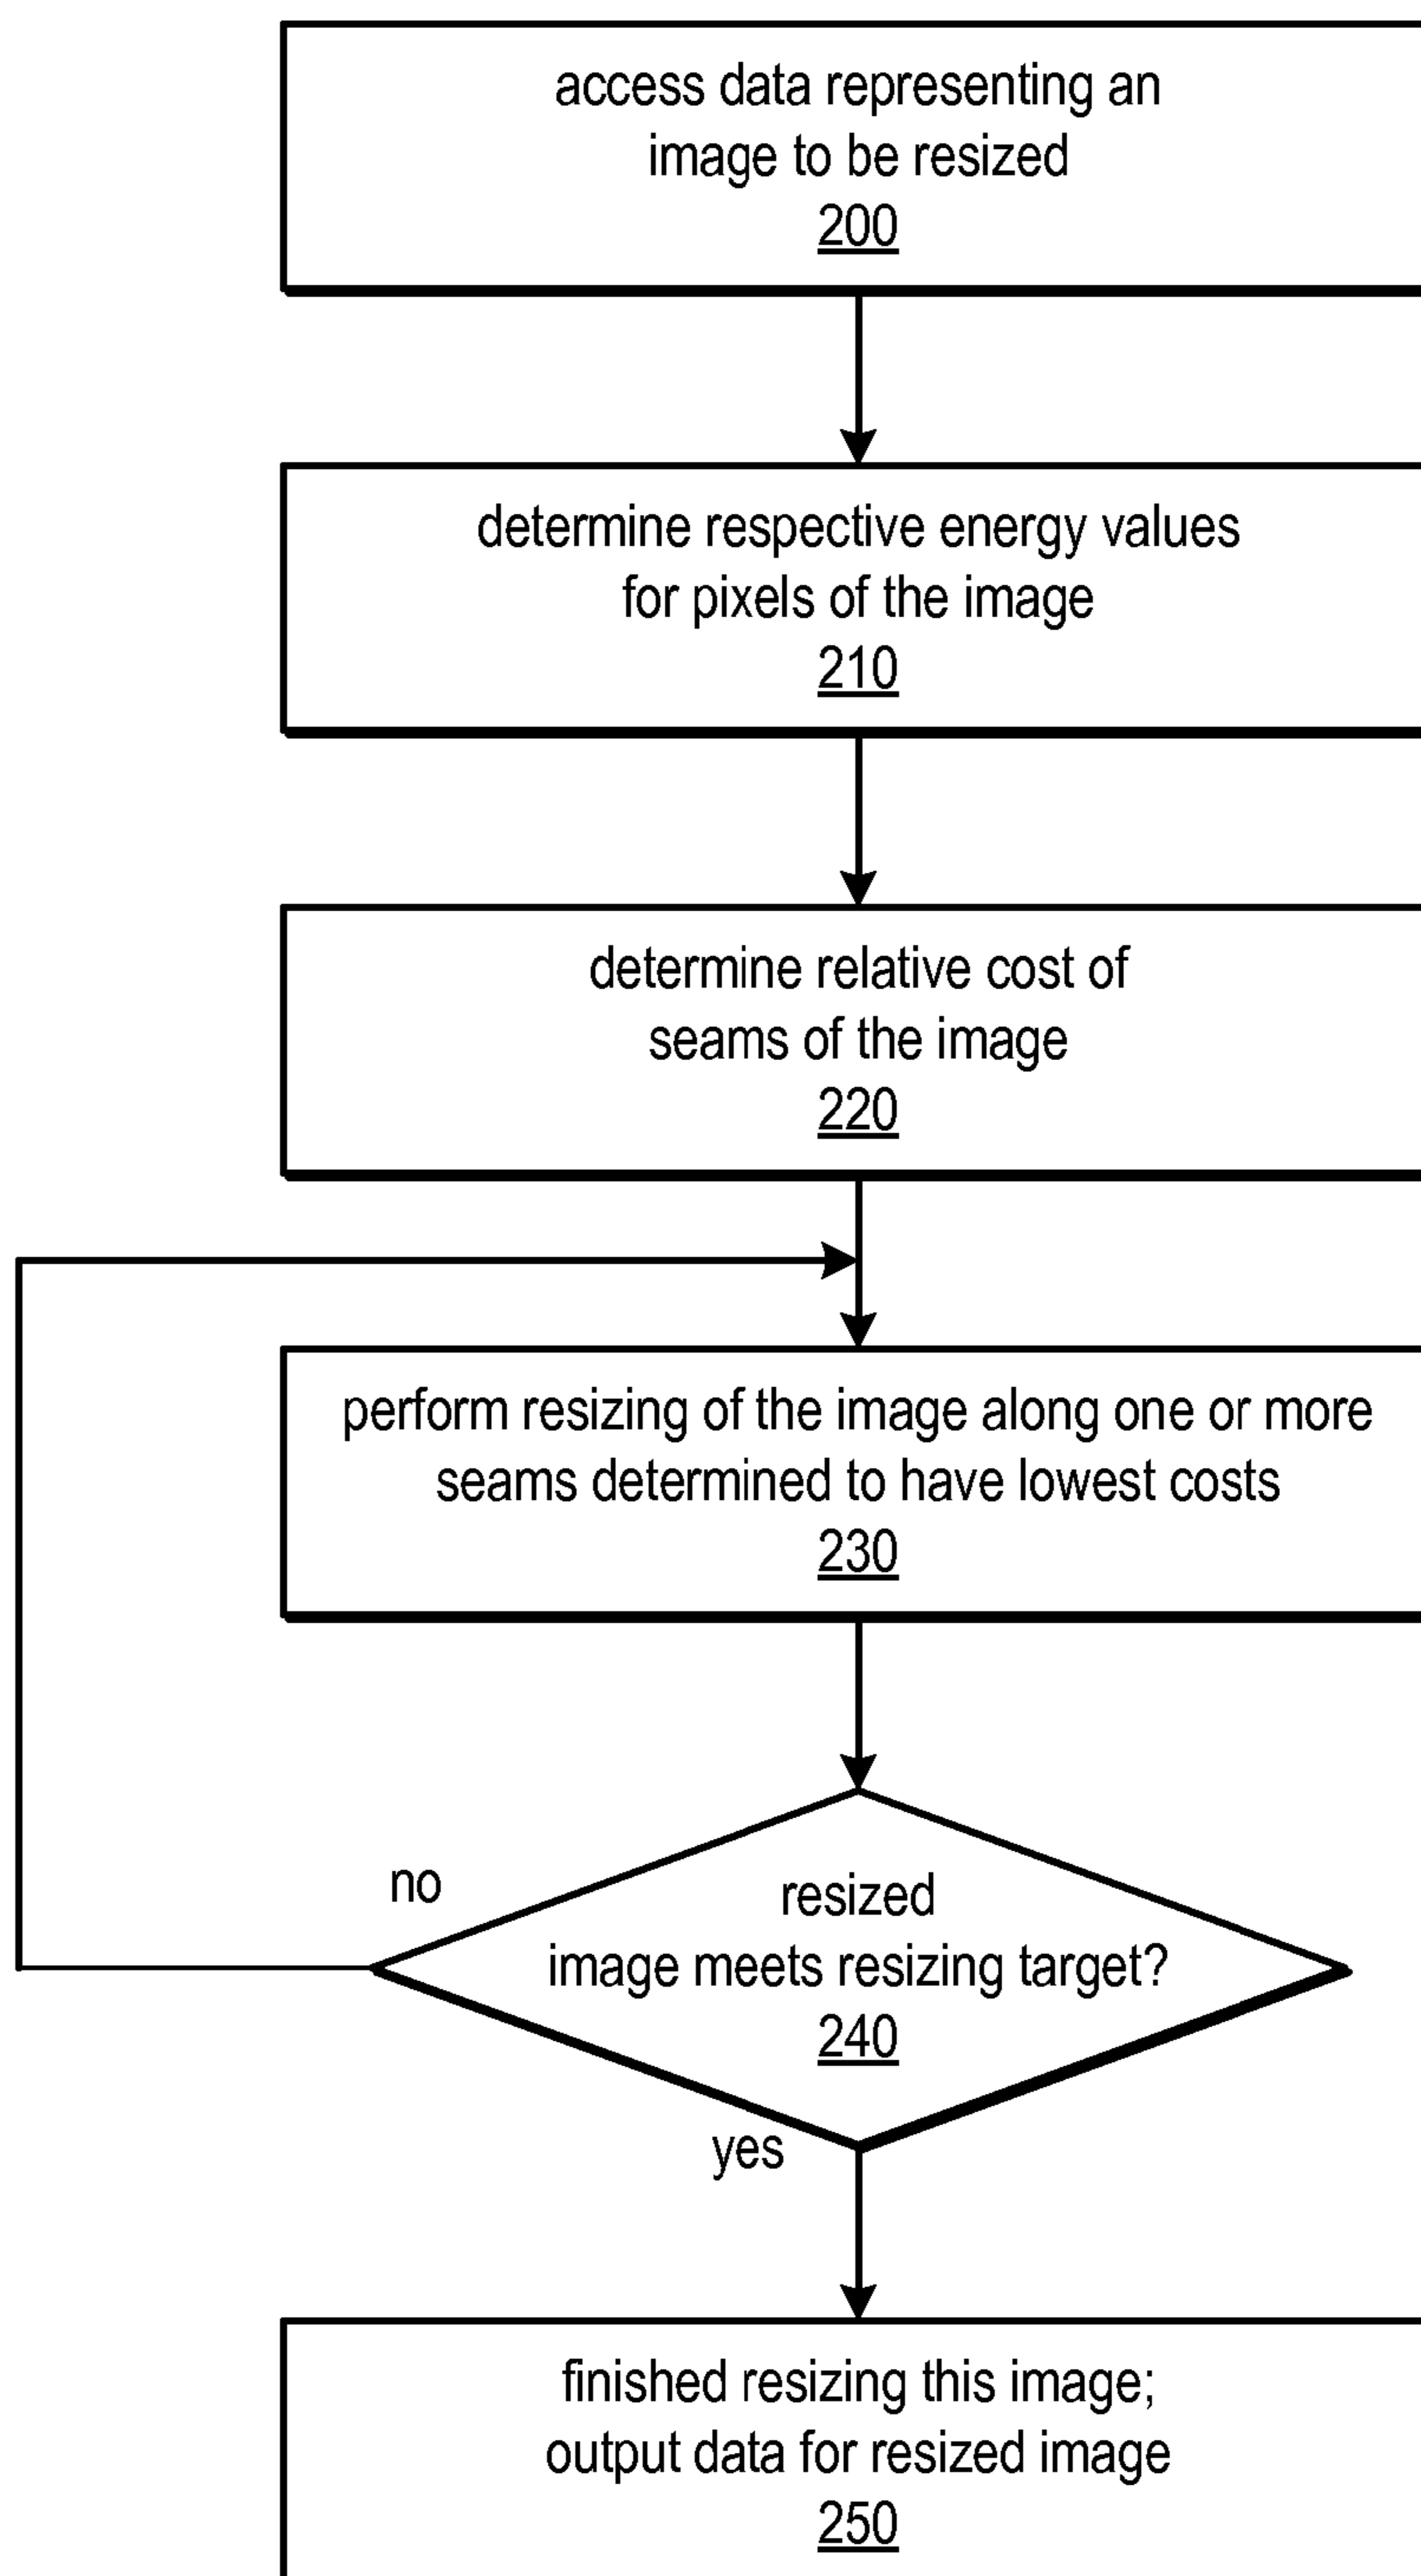 access data representing an
image to be resized
200
determine respective energy values
for pixels of the image
210
determine relative cost of
seams of the image
220
perform resizing of the image along one or more
seams determined to have lowest costs
230
no
resized
image meets resizing target?
240
yes
finished resizing this image;
output data for resized image
250